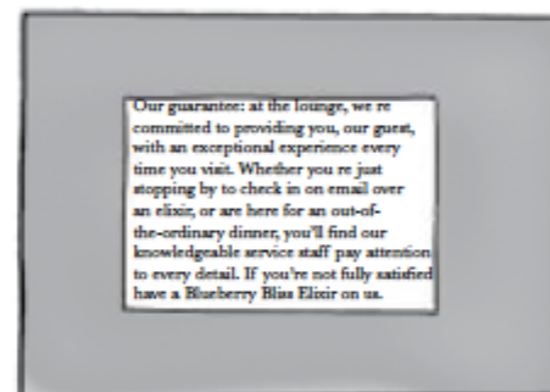 Our guarantee: at the lounge, we re
committed to providing you, our guest,
with an exceptional experience every
time you visit. Whether you re just
stopping by to check in on email over
an elixir, or are here for an out-of-
the-ordinary dinner, you'll find our
knowledgeable service staff pay attention
to every detail. If you're not fully satisfied
have a Blueberry Bliss Elixir on us.